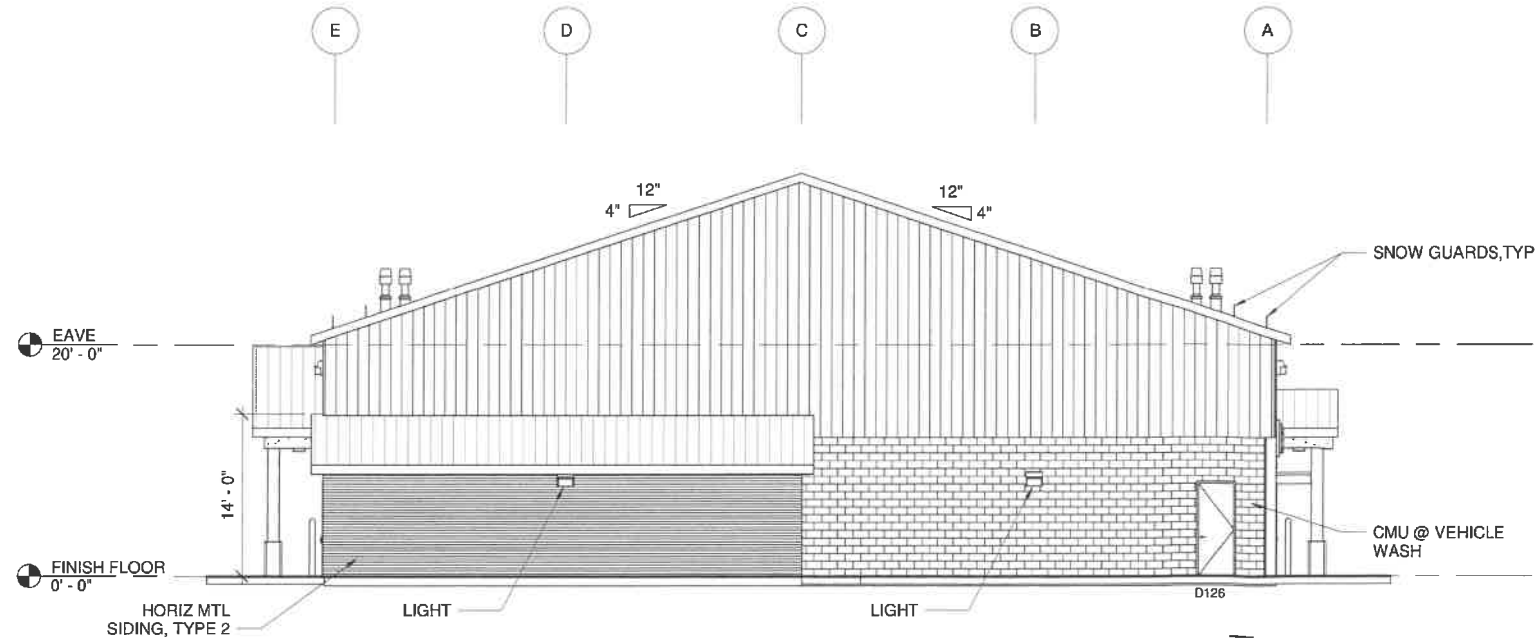 E
D
C
B
A
12"
4"
12"
4"
SNOW GUARDS,TYP
EAVE
20' - 0"
14' - 0"
CMU @ VEHICLE
WASH
FINISH FLOOR
0' - 0"
D126
HORIZ MTL
SIDING, TYPE 2
LIGHT
LIGHT